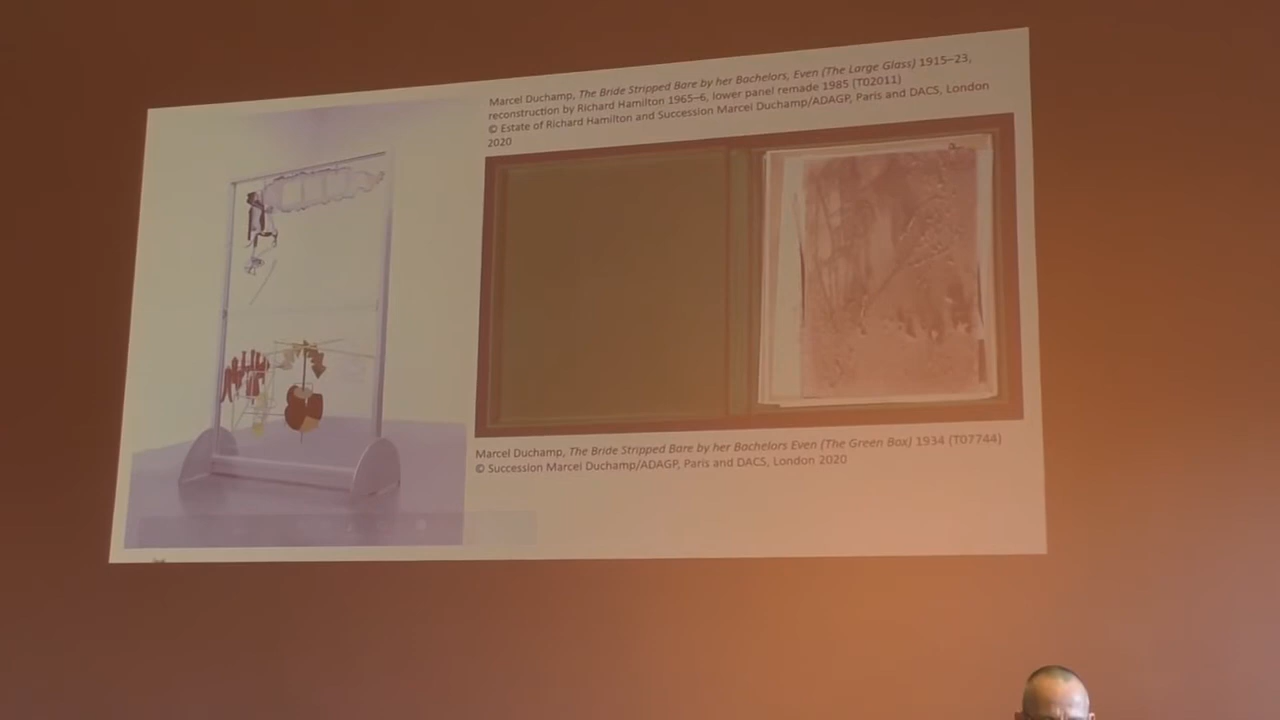 Marcel Duchamp, The Bride Stripped Bare by her Bachelors, Even (The Large Glass) 1915–23,
reconstruction by Richard Hamilton 1965–6, lower panel remade 1985 (T02011)
© Estate of Richard Hamilton and Succession Marcel Duchamp/ADAGP, Paris and DACS, London
2020
Marcel Duchamp, The Bride Stripped Bare by her Bachelors Even (The Green Box) 1934 (T07744)
© Succession Marcel Duchamp/ADAGP, Paris and DACS, London 2020